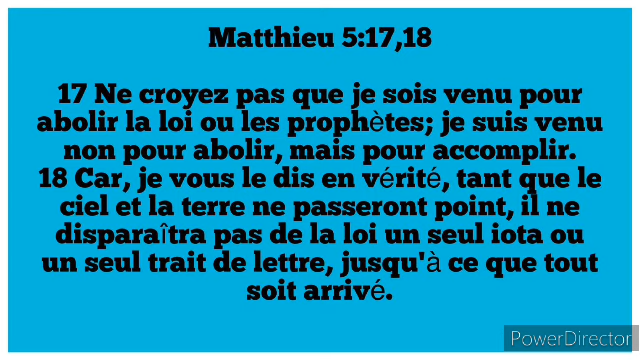 Matthieu 5:17,18
17 Ne croyez pas que je sois venu pour
abolir la loi ou les prophètes; je suis venu
non pour abolir, mais pour accomplir.
18 Car, je vous le dis en vérité, tant que le
ciel et la terre ne passeront point, il ne
disparaîtra pas de la loi un seul iota ou
un seul trait de lettre, jusqu'à ce que tout
soit arrivé.
PowerDirector